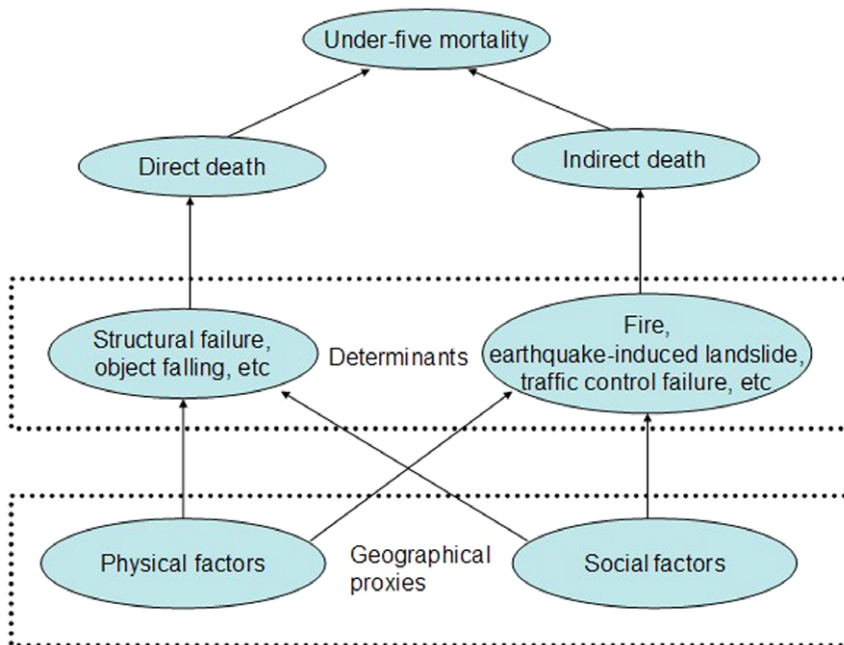 Under-five mortality
Direct death
Indirect death
Structural failure,
object falling, etc
Determinants
Fire,
earthquake-induced landslide,
traffic control failure, etc
Physical factors
Geographical
proxies
Social factors